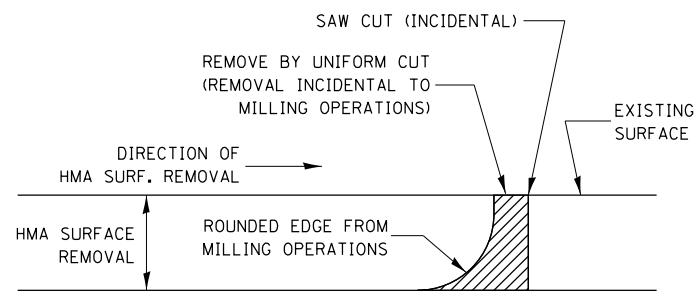 SAW CUT (INCIDENTAL)
REMOVE BY UNIFORM CUT
(REMOVAL INCIDENTAL TO
MILLING OPERATIONS)
EXISTING
SURFACE
DIRECTION OF
HMA SURF. REMOVAL
HMA SURFACE
REMOVAL
ROUNDED EDGE FROM
MILLING OPERATIONS